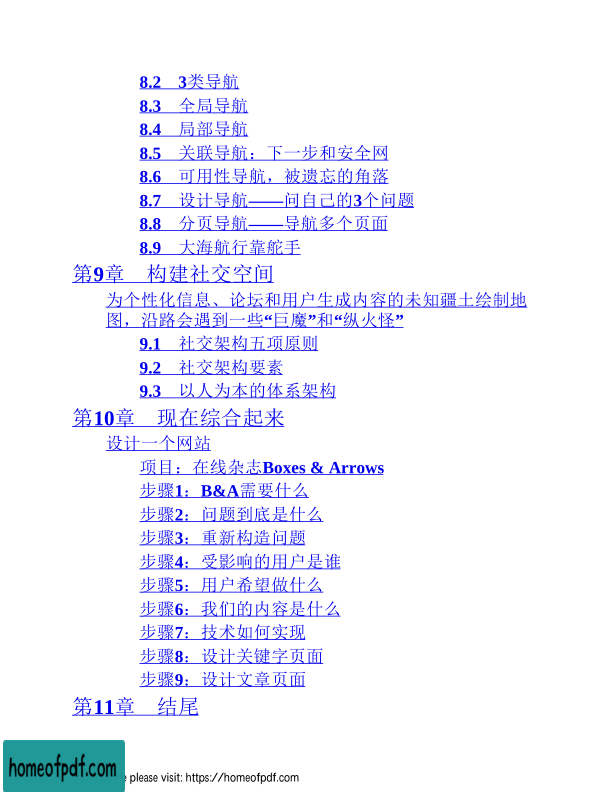 8.2 3类导航
8.3 全局导航
8.4 局部导航
8.5 关联导航：下一步和安全网
8.6 可用性导航，被遗忘的角落
8.7 设计导航——问自己的3个问题
8.8 分页导航——导航多个页面
8.9 大海航行靠舵手
第9章 构建社交空间
为个性化信息、论坛和用户生成内容的未知疆土绘制地
图，沿路会遇到一些“巨魔”和“纵火怪”
9.1 社交架构五项原则
9.2 社交架构要素
9.3 以人为本的体系架构
第10章 现在综合起来
设计一个网站
项目：在线杂志Boxes & Arrows
步骤1：B&A需要什么
步骤2：问题到底是什么
步骤3：重新构造问题
步骤4：受影响的用户是谁
步骤5：用户希望做什么
步骤6：我们的内容是什么
步骤7：技术如何实现
步骤8：设计关键字页面
步骤9：设计文章页面
第11章 结尾
homeofpdf.com
please visit: https://homeofpdf.com